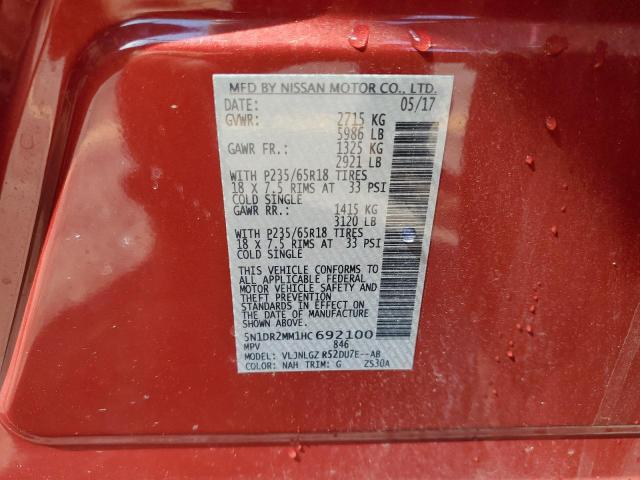 MFD BY NISSAN MOTOR CO., LTD.
DATE: 05/17
GVWR: 2715 KG
5986 LB
GAWR FR.: 1325 KG
2921 LB
WITH P235/65R18 TIRES
18 X 7.5 RIMS AT 33 PSI
COLD SINGLE
GAWR RR.: 1415 KG
3120 LB
WITH P235/65R18 TIRES
18 X 7.5 RIMS AT 33 PSI
COLD SINGLE
THIS VEHICLE CONFORMS TO
ALL APPLICABLE FEDERAL
MOTOR VEHICLE SAFETY AND
THEFT PREVENTION
STANDARDS IN EFFECT ON
THE DATE OF MANUFACTURE
SHOWN ABOVE.
5N1DR2MM1HC692100
MPV 846
MODEL: VLJNLGZ R52DU7E--AB
COLOR: NAH TRIM: G ZS30A